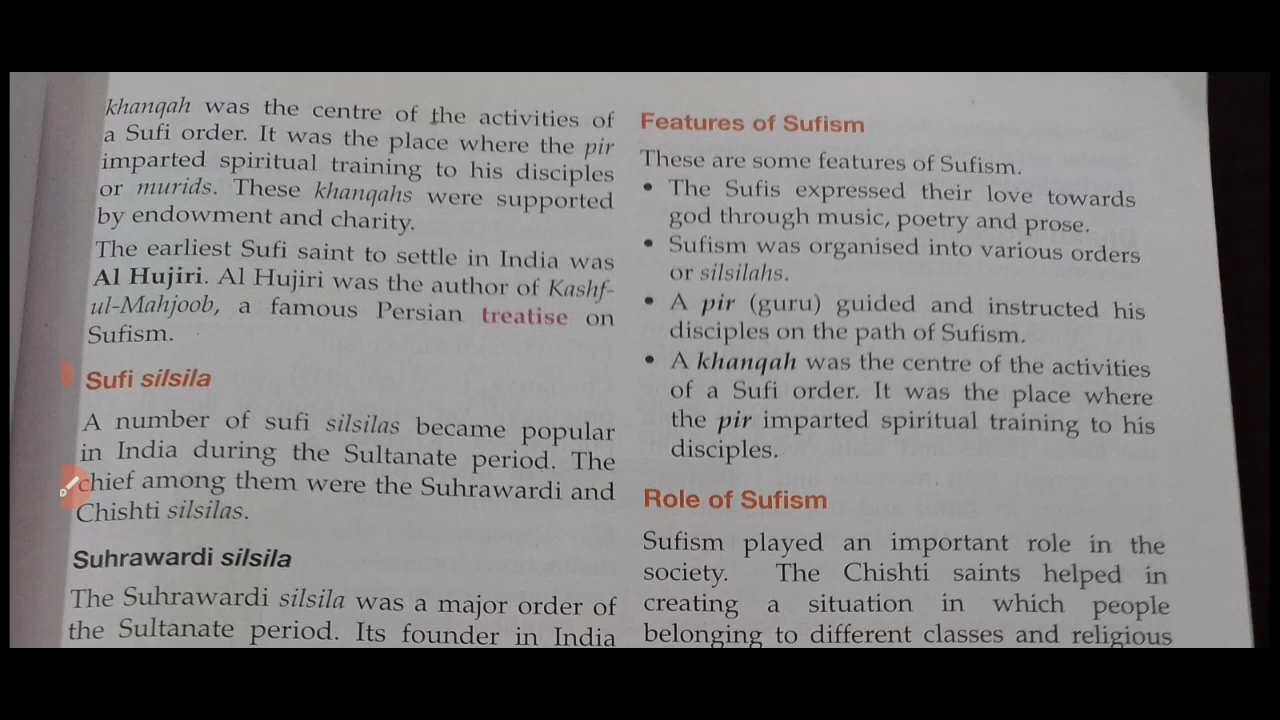 khanqah was the centre of the activities of
a Sufi order. It was the place where the pir
imparted spiritual training to his disciples
or murids. These khanqahs were supported
by endowment and charity.
The earliest Sufi saint to settle in India was
Al Hujiri. Al Hujiri was the author of Kashf-
ul-Mahjoob, a famous Persian treatise on
Sufism.
Sufi silsila
A number of sufi silsilas became popular
in India during the Sultanate period. The
chief among them were the Suhrawardi and
Chishti silsilas.
Suhrawardi silsila
The Suhrawardi silsila was a major order of
the Sultanate period. Its founder in India
Features of Sufism
These are some features of Sufism.
• The Sufis expressed their love towards
god through music, poetry and prose.
• Sufism was organised into various orders
or silsilahs.
• A pir (guru) guided and instructed his
disciples on the path of Sufism.
• A khanqah was the centre of the activities
of a Sufi order. It was the place where
the pir imparted spiritual training to his
disciples.
Role of Sufism
Sufism played an important role in the
society. The Chishti saints helped in
creating a situation in which people
belonging to different classes and religious